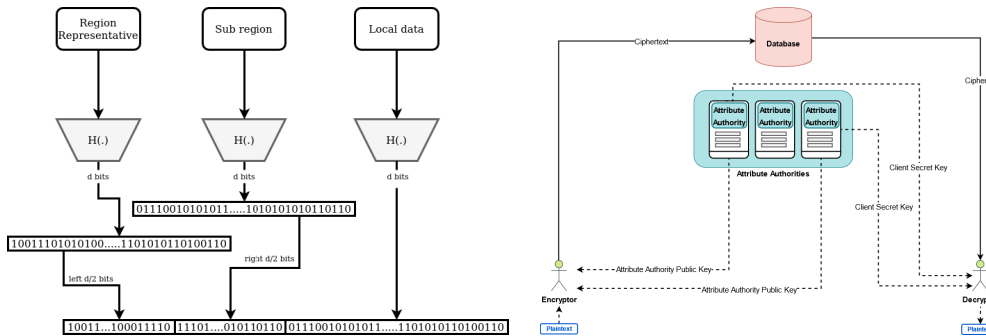 Region
Representative
Sub region
Local data
H(.)
H(.)
H(.)
d bits
d bits
d bits
01110010101011.....1010101010110110
10011101010100.....1101010110100110
left d/2 bits
right d/2 bits
10011...100011110
11101....010110110
01110010101011.....1101010110100110
Ciphertext
Database
Cipher
Attribute
Authority
Attribute
Authority
Attribute
Authority
Attribute Authorities
Client Secret Key
Client Secret Key
Attribute Authority Public Key
Attribute Authority Public Key
Encryptor
Decryp
Plaintext
Plainte